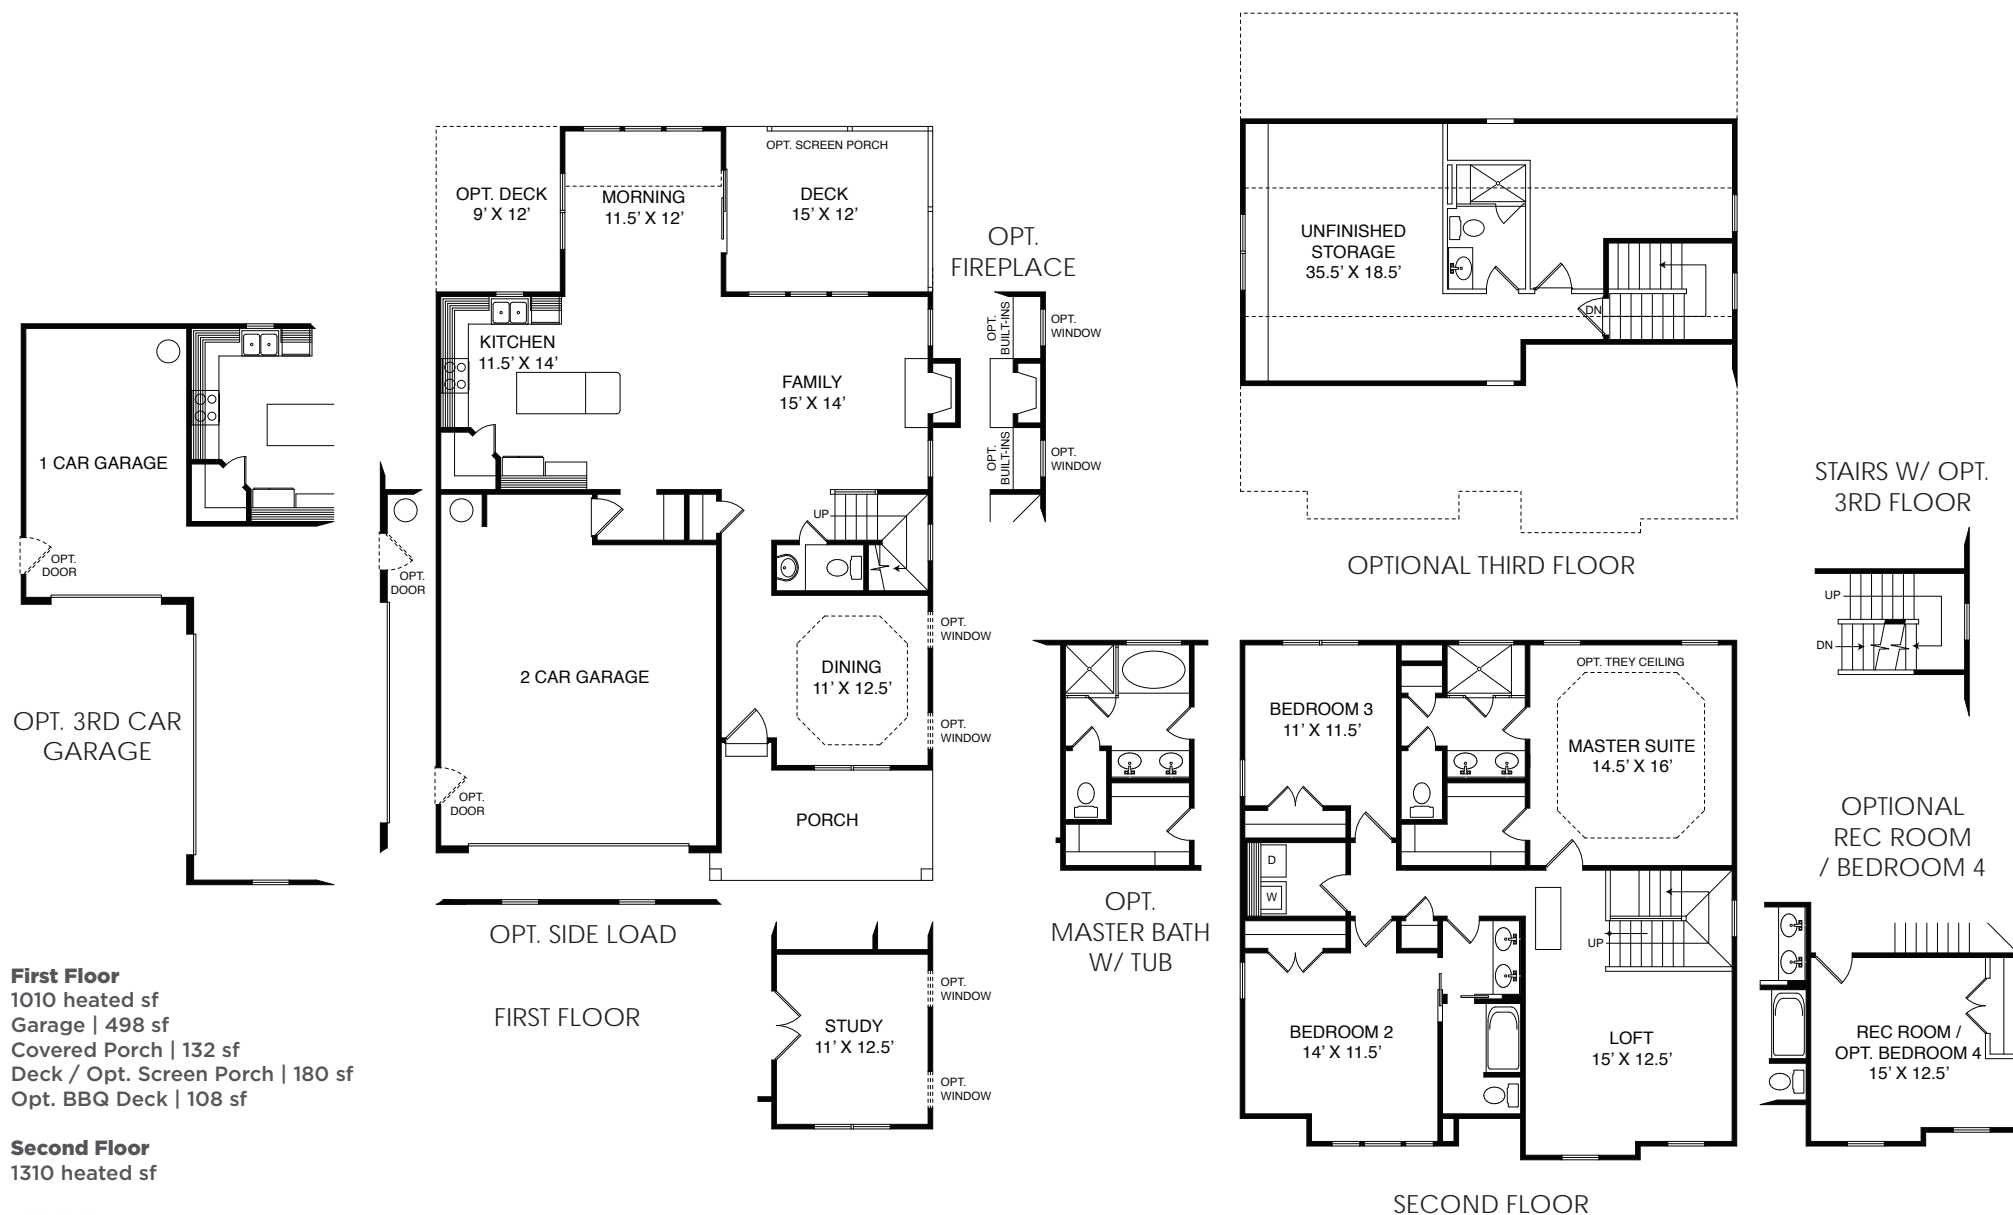 OPT. SCREEN PORCH
OPT. DECK
9’ X 12’
MORNING
11.5’ X 12’
DECK
15’ X 12’
KITCHEN
11.5’ X 14’
FAMILY
15’ X 14’
UP
OPT.
FIREPLACE
OPT.
BUILT-INS
OPT.
WINDOW
OPT.
BUILT-INS
OPT.
WINDOW
1 CAR GARAGE
OPT.
DOOR
OPT.
DOOR
OPT. 3RD CAR
GARAGE
2 CAR GARAGE
OPT.
DOOR
DINING
11’ X 12.5’
OPT.
WINDOW
OPT.
WINDOW
PORCH
OPT. SIDE LOAD
FIRST FLOOR
STUDY
11’ X 12.5’
OPT.
WINDOW
OPT.
WINDOW
First Floor
1010 heated sf
Garage | 498 sf
Covered Porch | 132 sf
Deck / Opt. Screen Porch | 180 sf
Opt. BBQ Deck | 108 sf
Second Floor
1310 heated sf
UNFINISHED
STORAGE
35.5’ X 18.5’
DN
OPTIONAL THIRD FLOOR
STAIRS W/ OPT.
3RD FLOOR
UP
DN
OPT.
MASTER BATH
W/ TUB
BEDROOM 3
11’ X 11.5’
OPT. TREY CEILING
MASTER SUITE
14.5’ X 16’
D
W
UP
BEDROOM 2
14’ X 11.5’
LOFT
15’ X 12.5’
SECOND FLOOR
OPTIONAL
REC ROOM
/ BEDROOM 4
REC ROOM /
OPT. BEDROOM 4
15’ X 12.5’